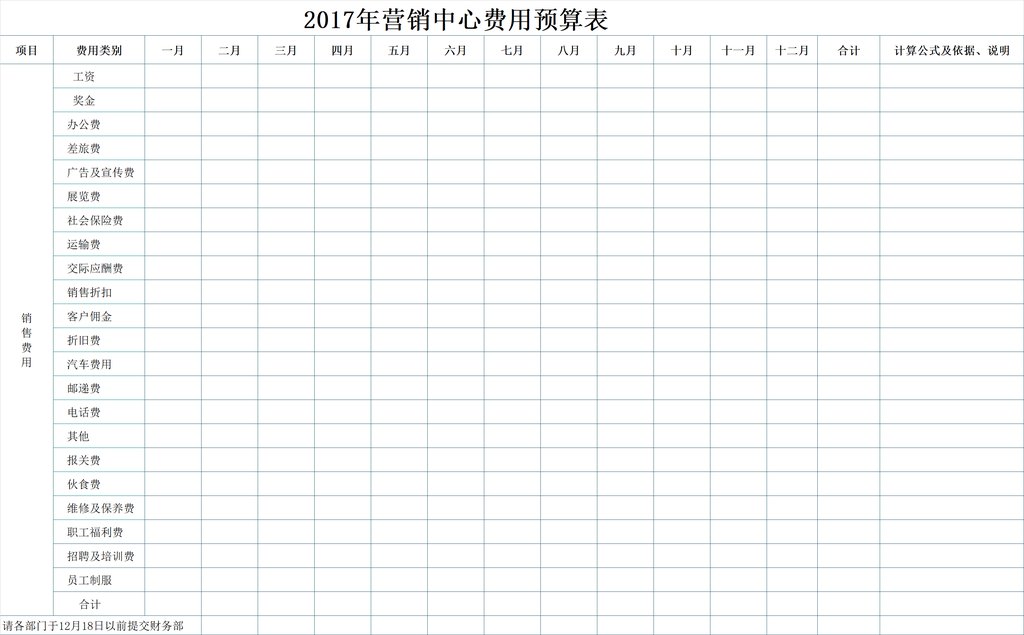 2017年营销中心费用预算表
项目 费用类别 一月 二月 三月 四月 五月 六月 七月 八月 九月 十月 十一月 十二月 合计 计算公式及依据、说明
工资
奖金
办公费
差旅费
广告及宣传费
展览费
社会保险费
运输费
交际应酬费
销售折扣
销售费用
客户佣金
折旧费
汽车费用
邮递费
电话费
其他
报关费
伙食费
维修及保养费
职工福利费
招聘及培训费
员工制服
合计
请各部门于12月18日以前提交财务部